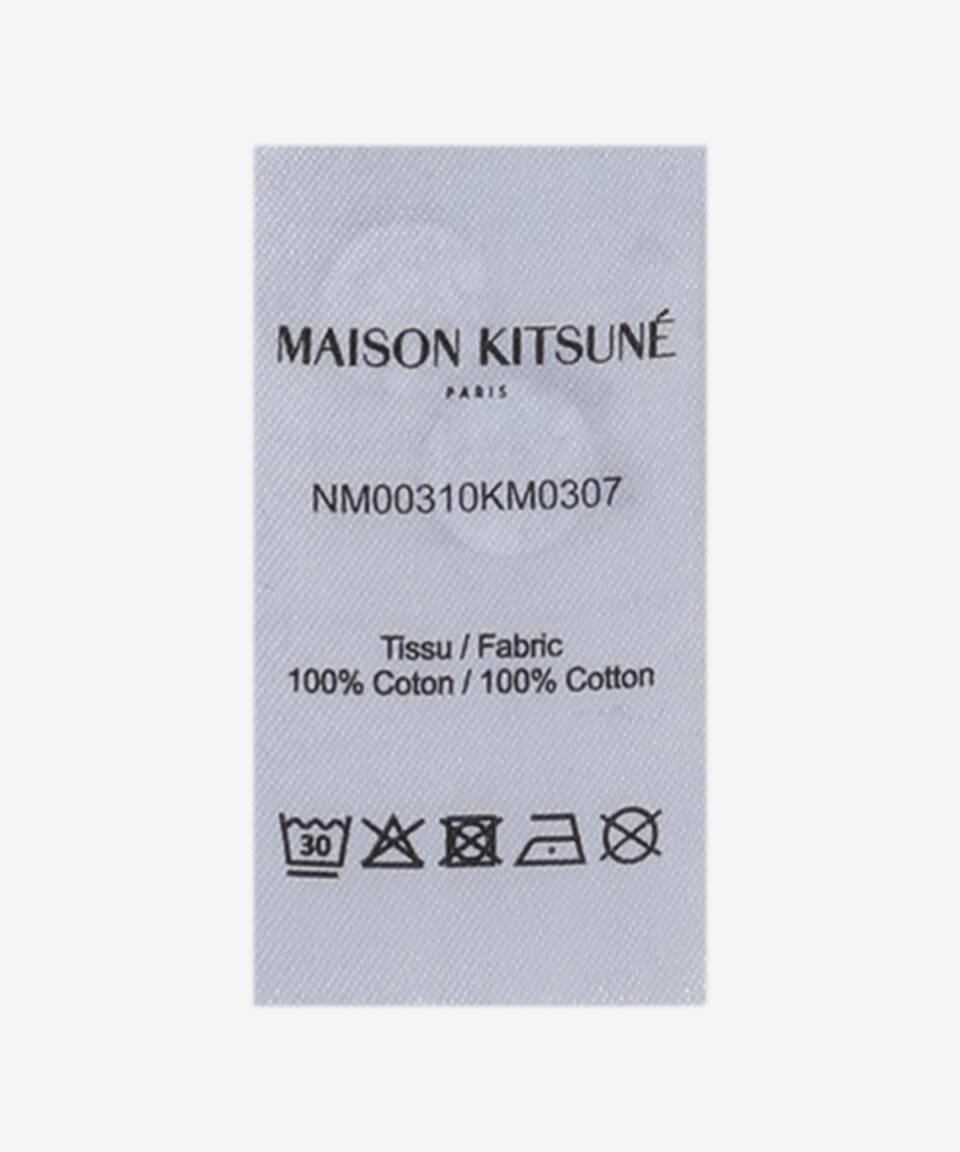 MAISON KITSUNÉ
PARIS
NM00310KM0307
Tissu / Fabric
100% Coton / 100% Cotton
30